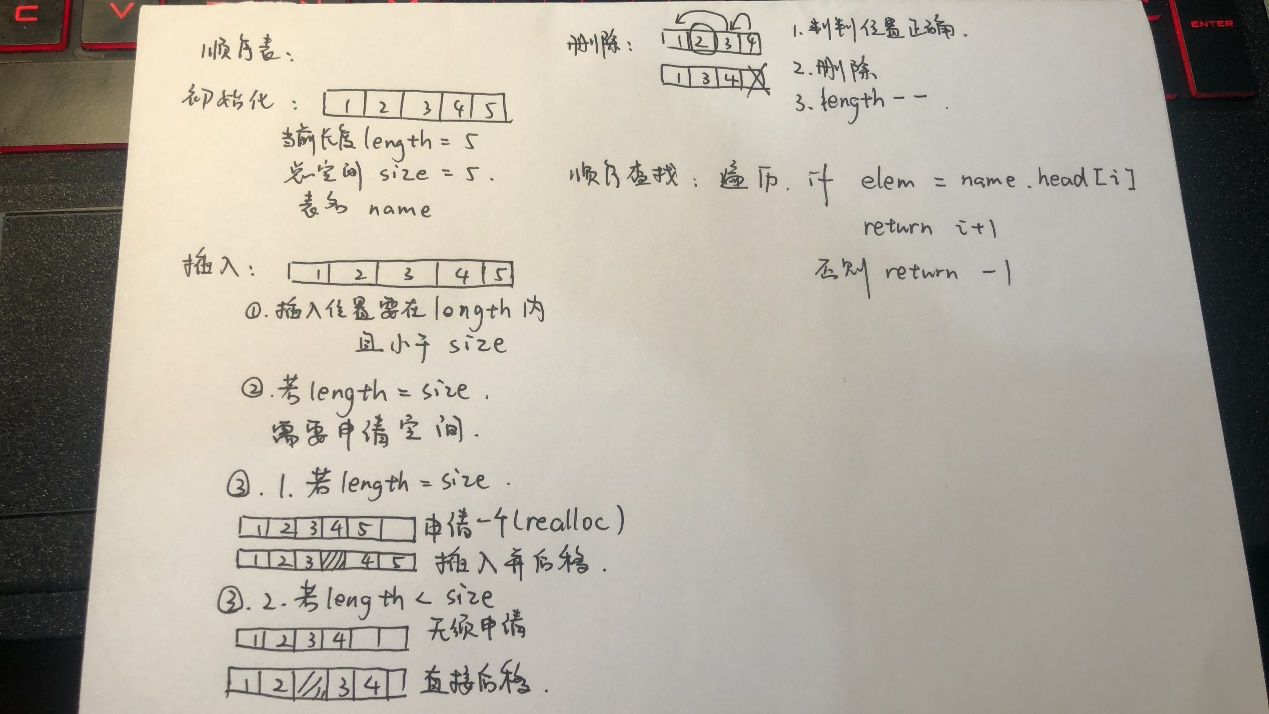 C
V
ENTER
顺序表：
初始化：1 2 3 4 5
当前长度 length = 5
总空间 size = 5.
表名 name
插入：1 2 3 4 5
①.插入位置要在 length 内
且小于 size
②.若 length = size.
需要申请空间.
③.1.若 length = size.
1 2 3 4 5 申请一个(realloc)
1 2 3 4 5 插入并后移.
③.2.若 length < size
1 2 3 4 无须申请
1 2 3 4 直接后移.
删除：1 2 3 4
1 3 4
1.判断位置正确.
2.删除
3.length--.
顺序查找：遍历. if elem = name.head[i]
return i+1
否则 return -1